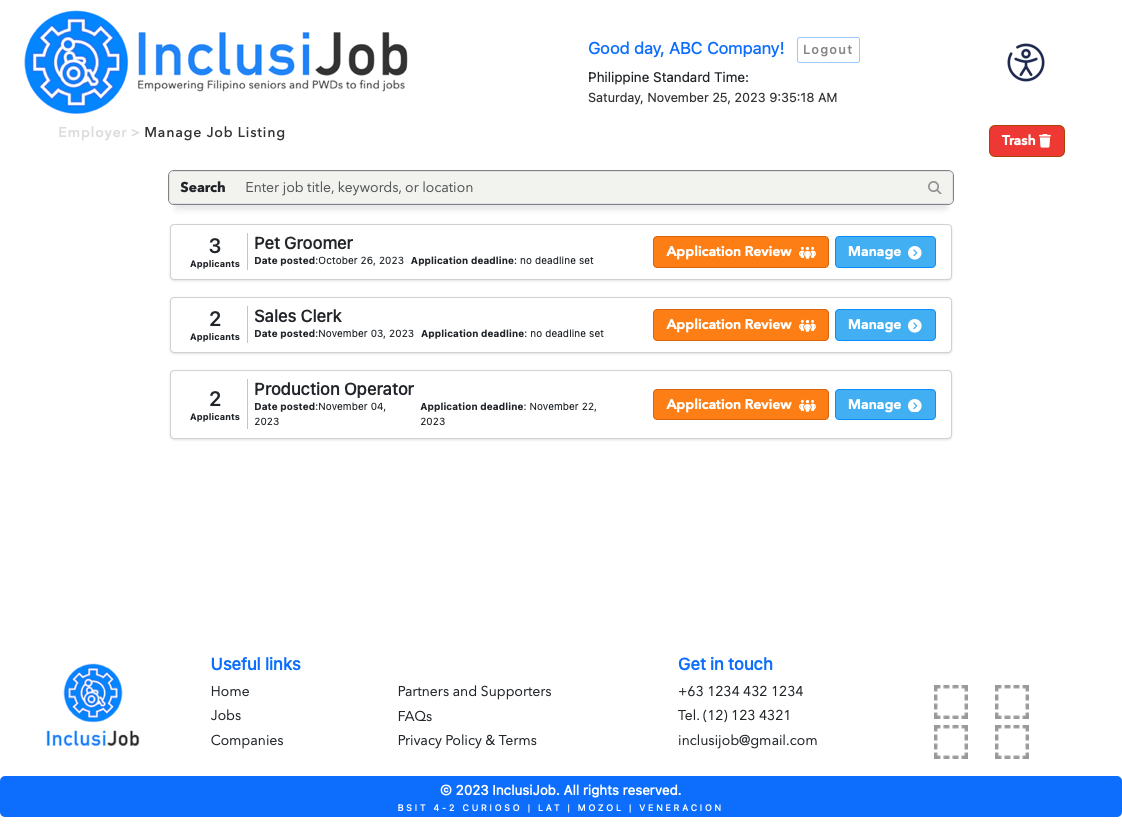 InclusiJob
Empowering Filipino seniors and PWDs to find jobs
Good day, ABC Company!
Logout
Philippine Standard Time:
Saturday, November 25, 2023 9:35:18 AM
Employer > Manage Job Listing
Trash
Search Enter job title, keywords, or location
3
Applicants
Pet Groomer
Date posted:October 26, 2023 Application deadline: no deadline set
Application Review
Manage
2
Applicants
Sales Clerk
Date posted:November 03, 2023 Application deadline: no deadline set
Application Review
Manage
2
Applicants
Production Operator
Date posted:November 04,
2023
Application deadline: November 22,
2023
Application Review
Manage
InclusiJob
Useful links
Home
Jobs
Companies
Partners and Supporters
FAQs
Privacy Policy & Terms
Get in touch
+63 1234 432 1234
Tel. (12) 123 4321
inclusijob@gmail.com
© 2023 InclusiJob. All rights reserved.
BSIT 4-2 CURIOSO | LAT | MOZOL | VENERACION